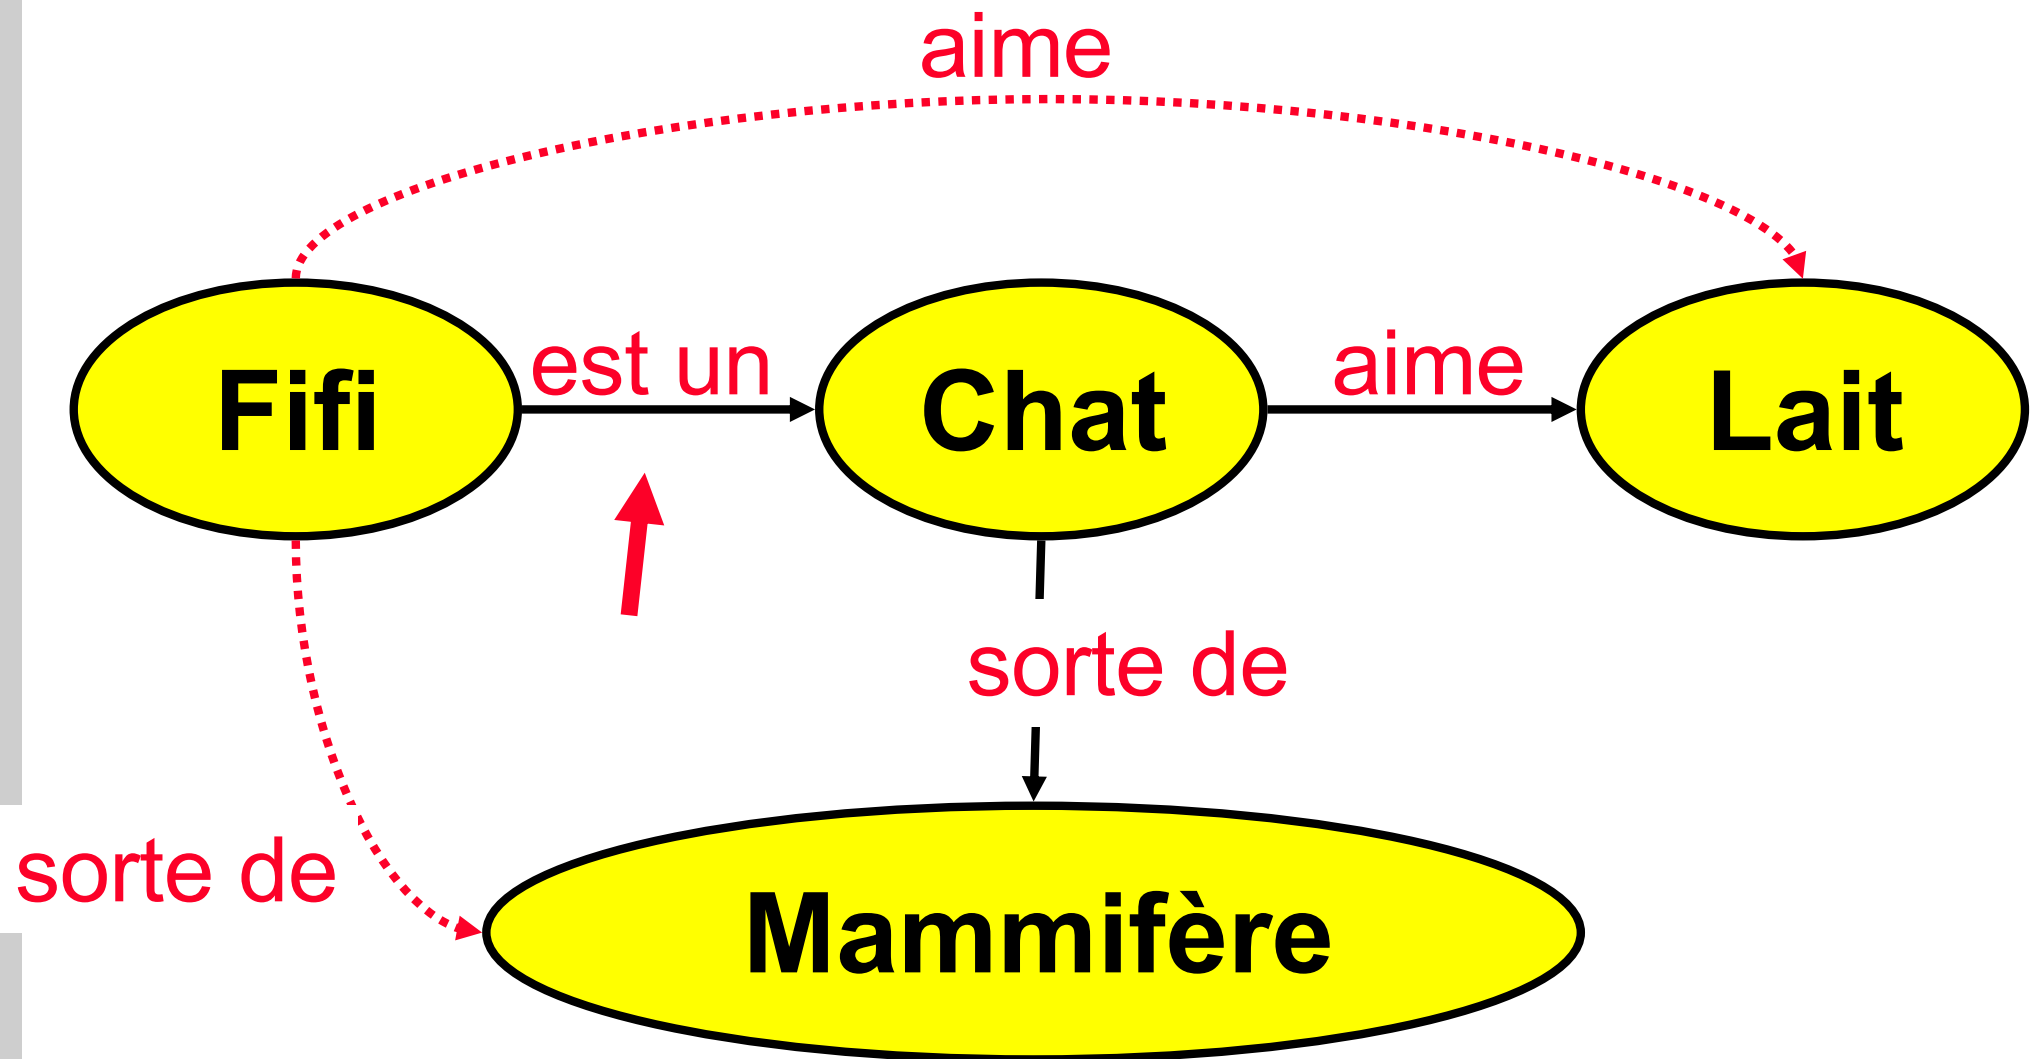 aime
Fifi
est un
Chat
aime
Lait
sorte de
sorte de
Mammifère